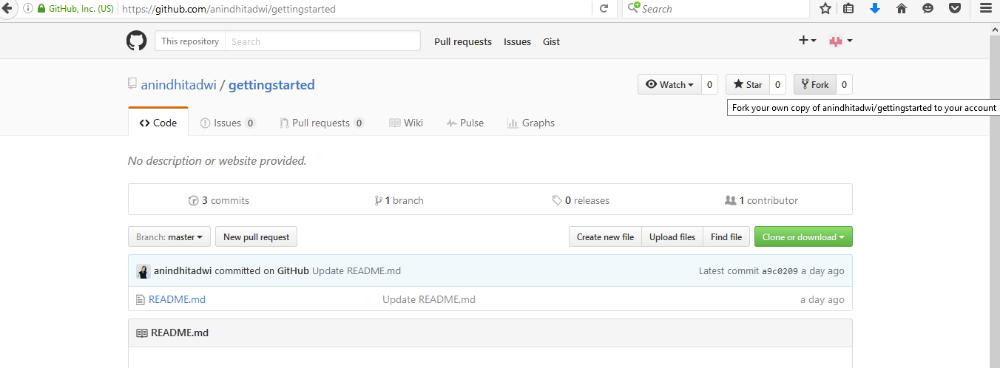 GitHub, Inc. (US) https://github.com/anindhitadwi/gettingstarted Search
This repository Search Pull requests Issues Gist
anindhitadwi / gettingstarted Watch 0 Star 0 Fork 0
Fork your own copy of anindhitadwi/gettingstarted to your account
Code Issues 0 Pull requests 0 Wiki Pulse Graphs
No description or website provided.
3 commits 1 branch 0 releases 1 contributor
Branch: master New pull request Create new file Upload files Find file Clone or download
anindhitadwi committed on GitHub Update README.md Latest commit a9c0209 a day ago
README.md Update README.md a day ago
README.md